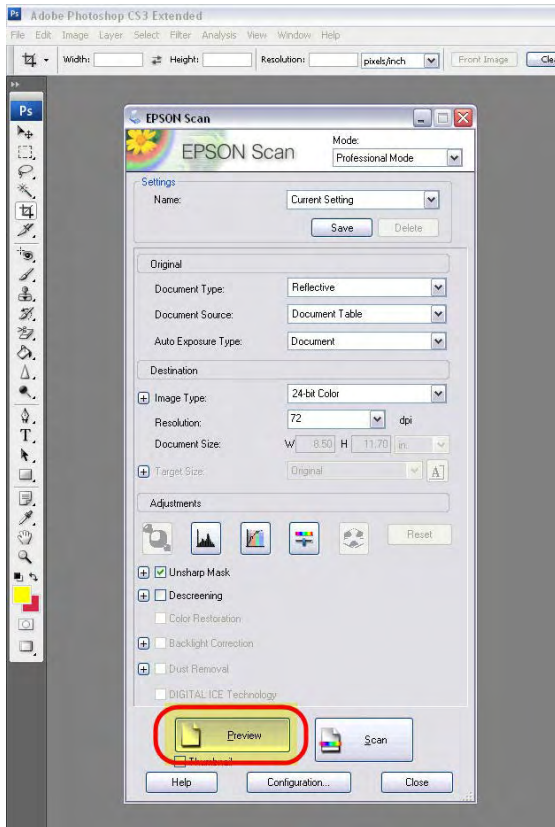 Ps Adobe Photoshop CS3 Extended
File Edit Image Layer Select Filter Analysis View Window Help
Width: Height: Resolution: pixels/inch Front Image Clea
Ps
T
EPSON Scan
EPSON Scan
Mode:
Professional Mode
Settings
Name: Current Setting
Save Delete
Original
Document Type: Reflective
Document Source: Document Table
Auto Exposure Type: Document
Destination
Image Type: 24-bit Color
Resolution: 72 dpi
Document Size: W 8.50 H 11.70 in.
Target Size: Original A
Adjustments
Reset
Unsharp Mask
Descreening
Color Restoration
Backlight Correction
Dust Removal
DIGITAL ICE Technology
Preview Scan
Thumbnail
Help Configuration... Close